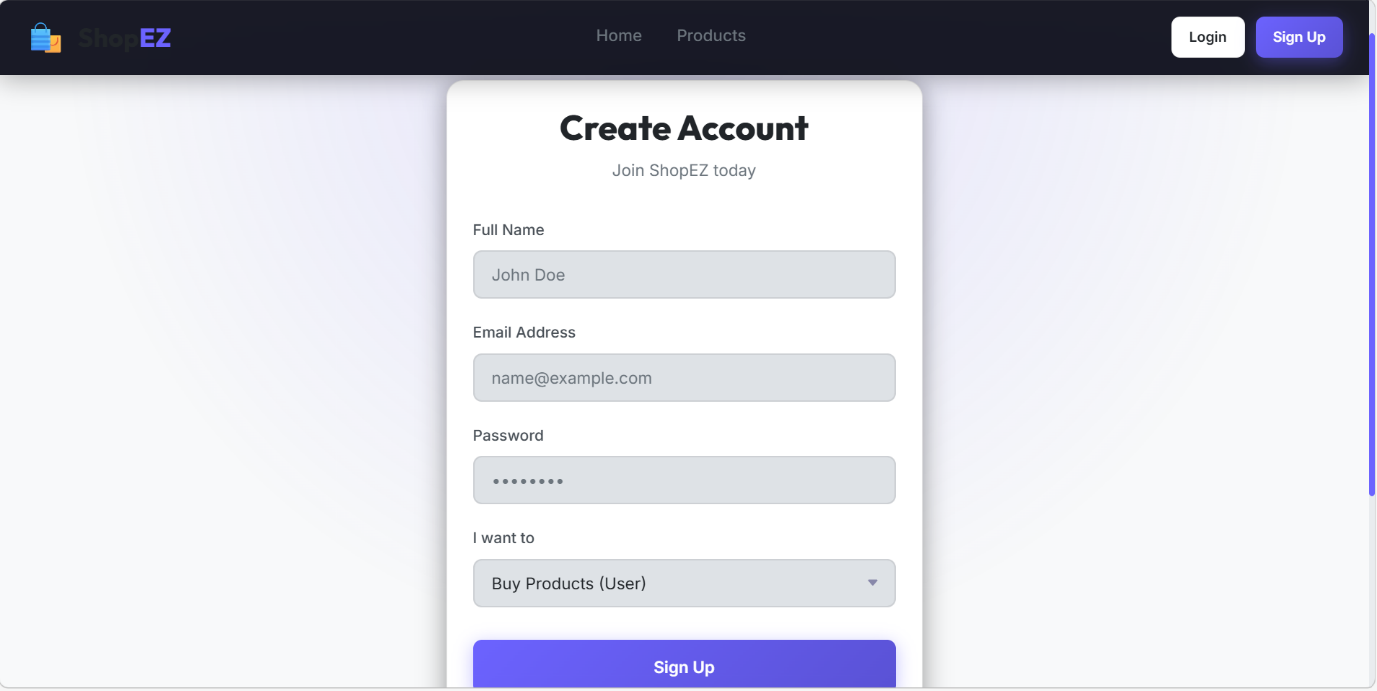 ShopEZ
Home
Products
Login
Sign Up
Create Account
Join ShopEZ today
Full Name
John Doe
Email Address
name@example.com
Password
••••••••
I want to
Buy Products (User)
Sign Up